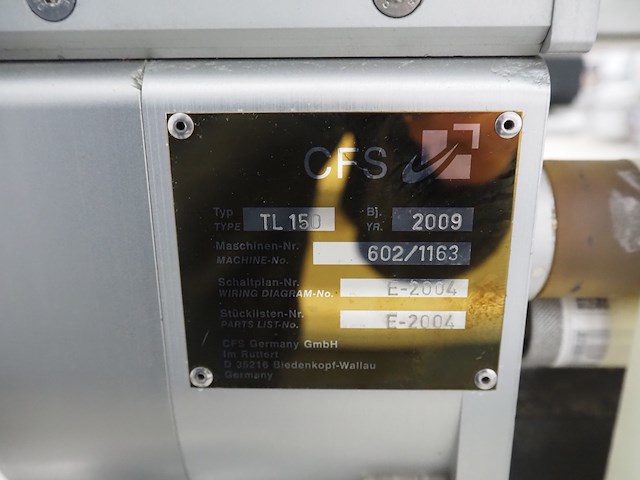 CFS
Typ TL 150 Bj. 2009
TYPE YR.
Maschinen-Nr. 602/1163
MACHINE-No.
Schaltplan-Nr. E-2004
WIRING DIAGRAM-No.
Stücklisten-Nr. E-2004
PARTS LIST-No.
CFS Germany GmbH
Im Ruttert
D 35216 Biedenkopf-Wallau
Germany